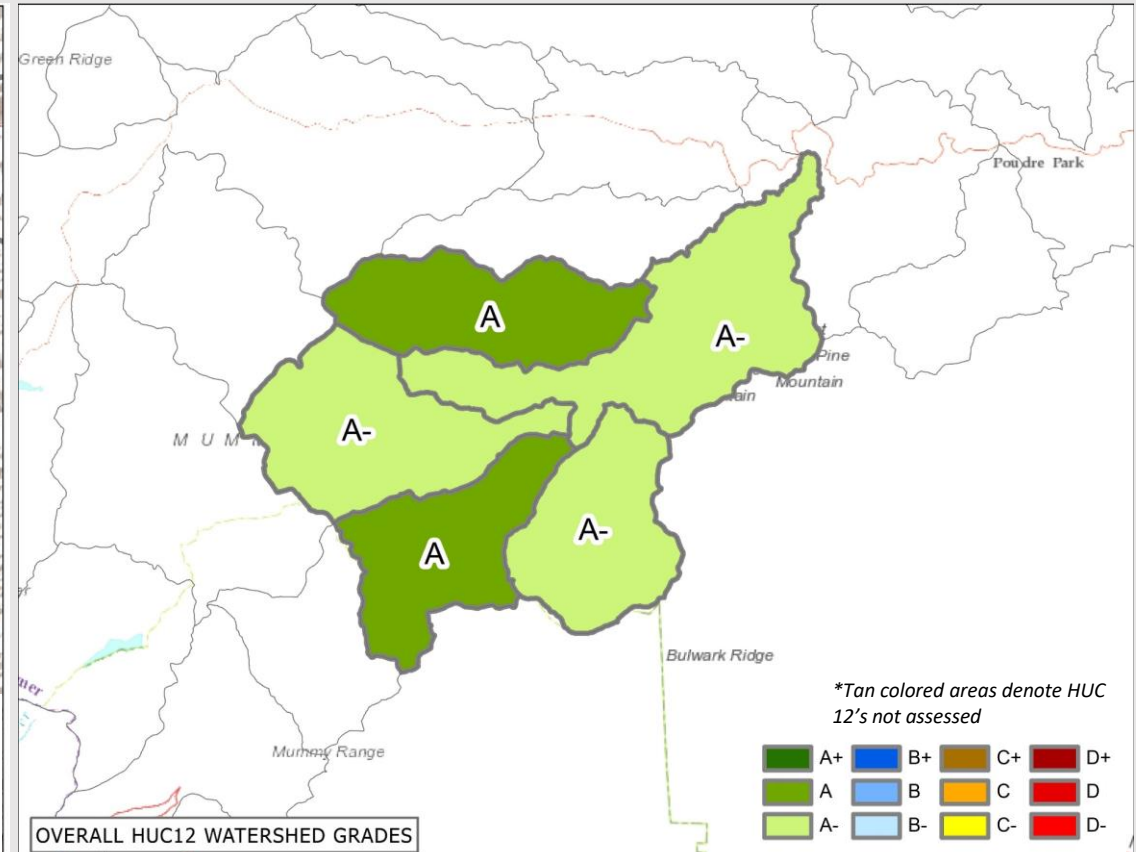 Green Ridge
Poudre Park
A
A-
Pine
Mountain
A-
A
A-
Bulwark Ridge
*Tan colored areas denote HUC
12's not assessed
Mummy Range
A+ B+ C+ D+
A B C D
A- B- C- D-
OVERALL HUC12 WATERSHED GRADES